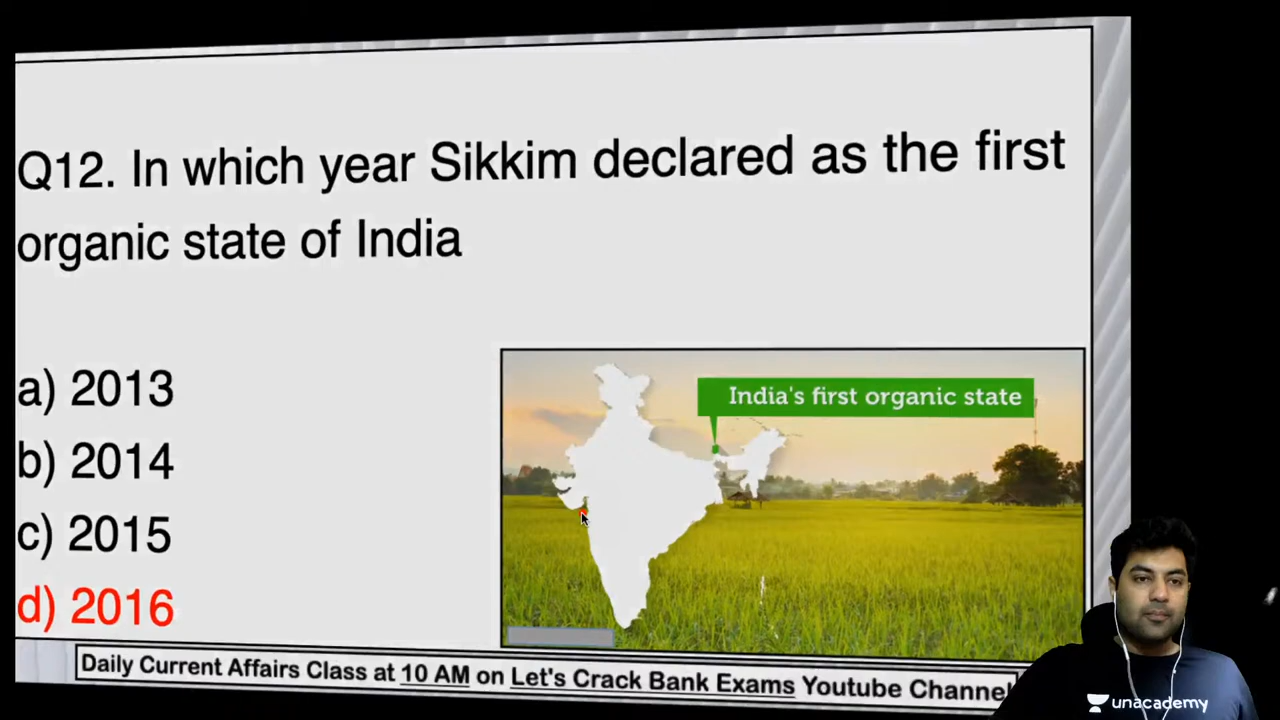 Q12. In which year Sikkim declared as the first
organic state of India
a) 2013
b) 2014
c) 2015
d) 2016
India's first organic state
Daily Current Affairs Class at 10 AM on Let's Crack Bank Exams Youtube Channel
unacademy